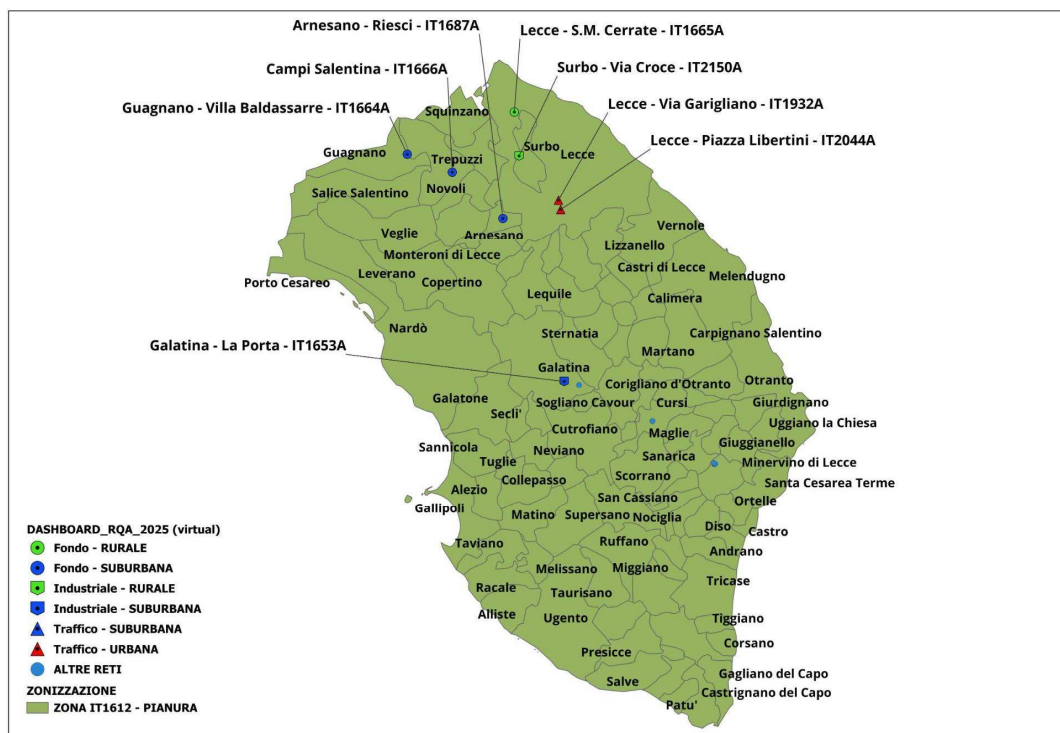 Arnesano - Riesci - IT1687A
Lecce - S.M. Cerrate - IT1665A
Campi Salentina - IT1666A
Surbo - Via Croce - IT2150A
Guagnano - Villa Baldassarre - IT1664A
Lecce - Via Garigliano - IT1932A
Lecce - Piazza Libertini - IT2044A
Squinzano
Guagnano
Trepuzzi
Surbo
Lecce
Salice Salentino
Novoli
Veglie
Arnesano
Vernole
Lizzanello
Monteroni di Lecce
Leverano
Copertino
Castri di Lecce
Melendugno
Porto Cesareo
Lequile
Calimera
Nardò
Sternatia
Carpignano Salentino
Galatina - La Porta - IT1653A
Martano
Galatina
Corigliano d'Otranto
Otranto
Galatone
Secli'
Sogliano Cavour
Cursi
Giurdignano
Cutrofiano
Maglie
Uggiano la Chiesa
Sannicola
Neviano
Giuggianello
Tuglie
Sanarica
Minervino di Lecce
Collepasso
Scorrano
Santa Cesarea Terme
Alezio
San Cassiano
Ortelle
Gallipoli
Matino
Supersano
Nociglia
Diso
Castro
Taviano
Ruffano
Andrano
Melissano
Miggiano
Racale
Taurisano
Tricase
Alliste
Ugento
Tiggiano
Corsano
Presicce
Salve
Gagliano del Capo
Castrignano del Capo
Patu'
DASHBOARD_RQA_2025 (virtual)
Fondo - RURALE
Fondo - SUBURBANA
Industriale - RURALE
Industriale - SUBURBANA
Traffico - SUBURBANA
Traffico - URBANA
ALTRE RETI
ZONIZZAZIONE
ZONA IT1612 - PIANURA